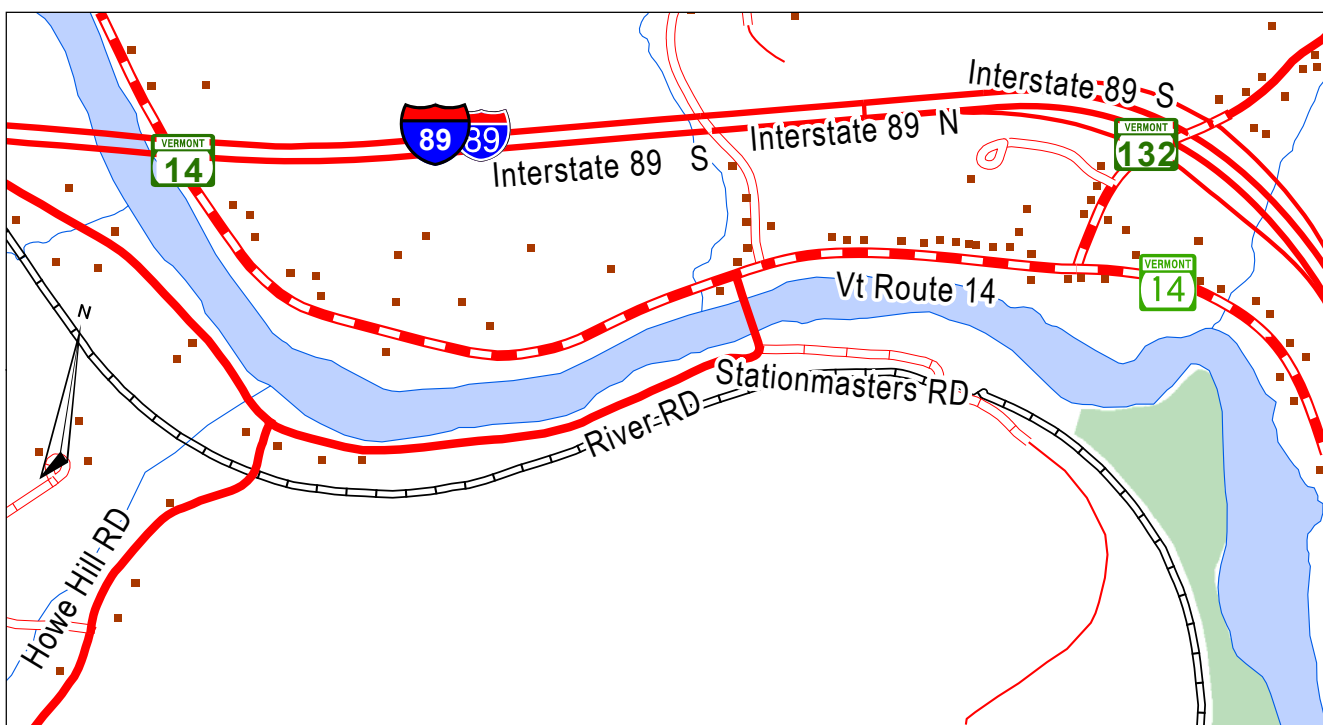 Interstate 89 S
VERMONT
14
89
89
Interstate 89 N
Interstate 89 S
VERMONT
132
VERMONT
14
Vt Route 14
N
Stationmasters RD
River RD
Howe Hill RD